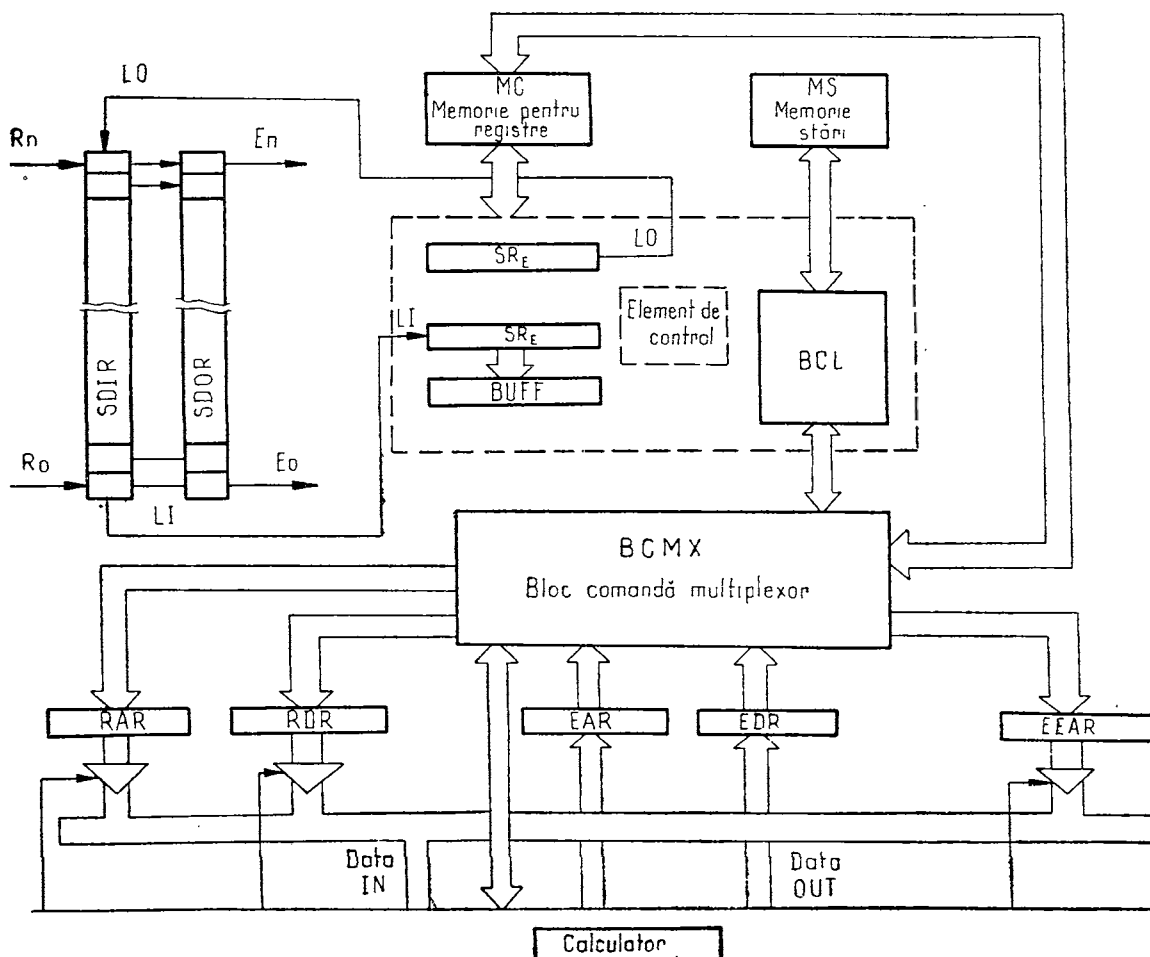 LO
MC
Memorie pentru
registre
MS
Memorie
stări
Rn
En
LO
SRE
Element de
control
LI
SRE
BCL
SDIR
SDOR
BUFF
Ro
Eo
LI
BCMX
Bloc comandă multiplexor
RAR
RDR
EAR
EDR
EEAR
Data
IN
Data
OUT
Calculator